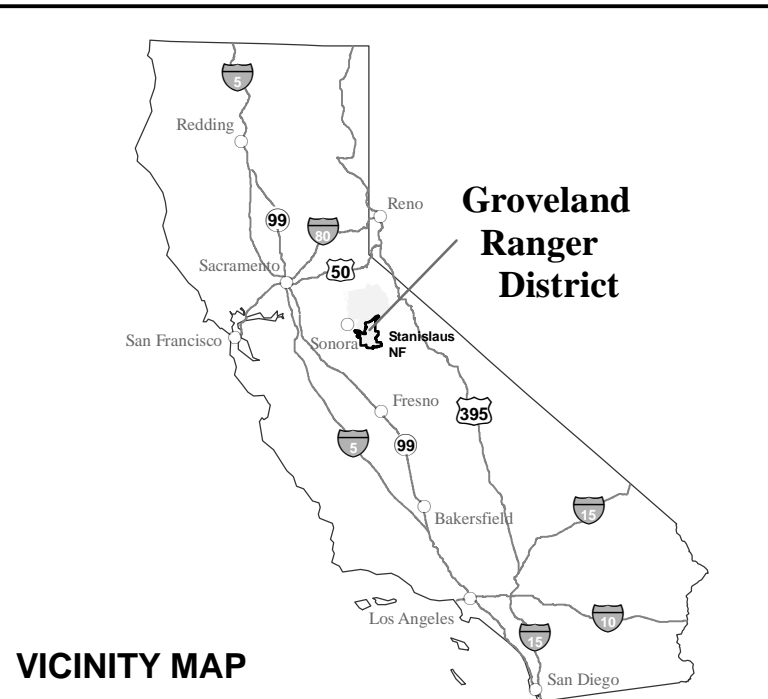 5
Redding
Groveland
Ranger
District
Reno
99
80
Sacramento
50
San Francisco
Sonora
Stanislaus
NF
Fresno
395
5
99
Bakersfield
15
Los Angeles
10
15
VICINITY MAP
San Diego